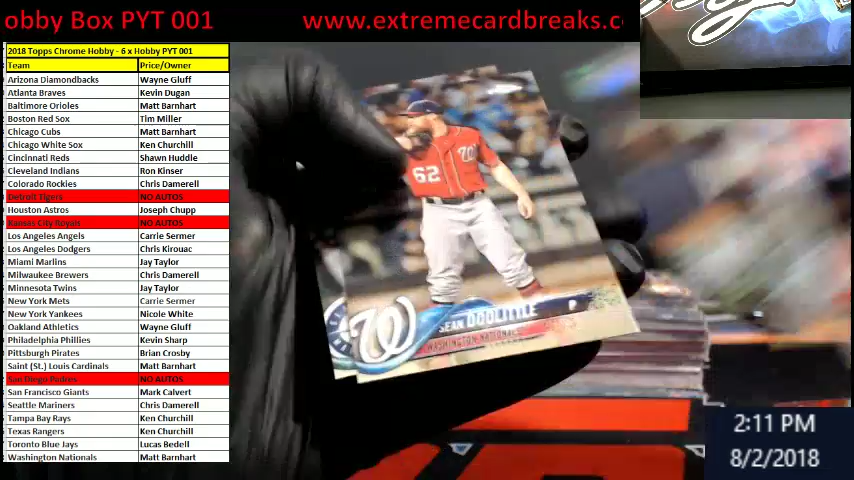 obby Box PYT 001
www.extremecardbreaks.c
2018 Topps Chrome Hobby - 6 x Hobby PYT 001
Team Price/Owner
Arizona Diamondbacks Wayne Gluff
Atlanta Braves Kevin Dugan
Baltimore Orioles Matt Barnhart
Boston Red Sox Tim Miller
Chicago Cubs Matt Barnhart
Chicago White Sox Ken Churchill
Cincinnati Reds Shawn Huddle
Cleveland Indians Ron Kinser
Colorado Rockies Chris Damerell
Detroit Tigers NO AUTOS
Houston Astros Joseph Chupp
Kansas City Royals NO AUTOS
Los Angeles Angels Carrie Sermer
Los Angeles Dodgers Chris Kirouac
Miami Marlins Jay Taylor
Milwaukee Brewers Chris Damerell
Minnesota Twins Jay Taylor
New York Mets Carrie Sermer
New York Yankees Nicole White
Oakland Athletics Wayne Gluff
Philadelphia Phillies Kevin Sharp
Pittsburgh Pirates Brian Crosby
Saint (St.) Louis Cardinals Matt Barnhart
San Diego Padres NO AUTOS
San Francisco Giants Mark Calvert
Seattle Mariners Chris Damerell
Tampa Bay Rays Ken Churchill
Texas Rangers Ken Churchill
Toronto Blue Jays Lucas Bedell
Washington Nationals Matt Barnhart
W
62
W
SEAN DOOLITTLE P
WASHINGTON NATIONALS
2:11 PM
8/2/2018